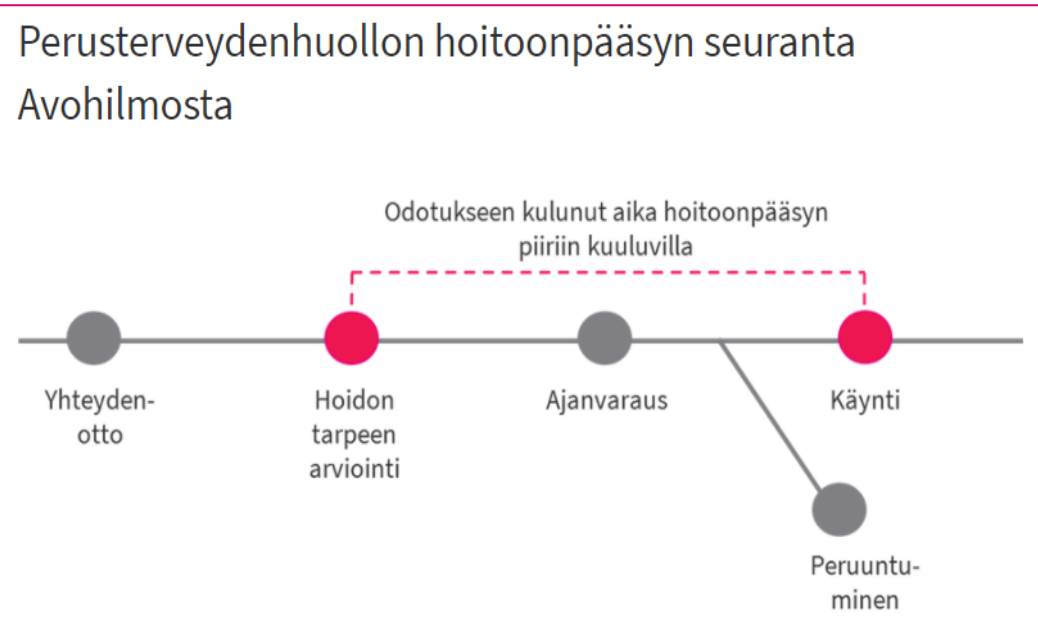 Perusterveydenhuollon hoitoonpääsyn seuranta
Avohilmosta
Odotukseen kulunut aika hoitoonpääsyn
piiriin kuuluvilla
Yhteyden-
otto
Hoidon
tarpeen
arviointi
Ajanvaraus
Käynti
Peruuntu-
minen